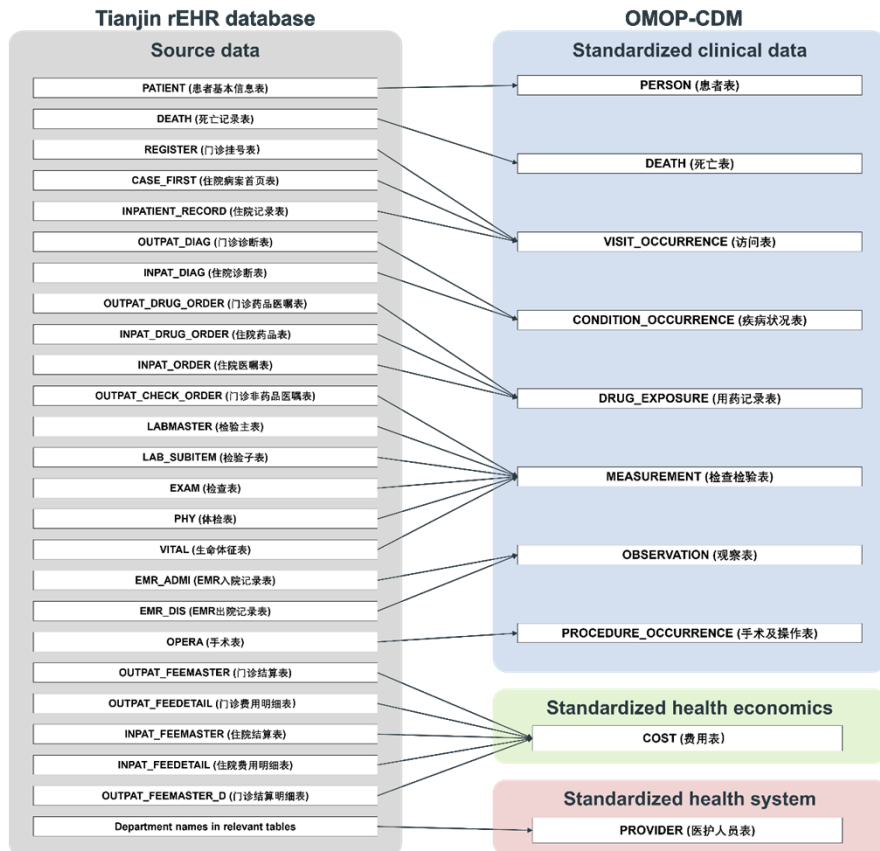 Tianjin rEHR database
Source data
PATIENT (患者基本信息表)
DEATH (死亡记录表)
REGISTER (门诊挂号表)
CASE_FIRST (住院病案首页表)
INPATIENT_RECORD (住院记录表)
OUTPAT_DIAG (门诊诊断表)
INPAT_DIAG (住院诊断表)
OUTPAT_DRUG_ORDER (门诊药品医嘱表)
INPAT_DRUG_ORDER (住院药品表)
INPAT_ORDER (住院医嘱表)
OUTPAT_CHECK_ORDER (门诊非药品医嘱表)
LABMASTER (检验主表)
LAB_SUBITEM (检验子表)
EXAM (检查表)
PHY (体检表)
VITAL (生命体征表)
EMR_ADMI (EMR入院记录表)
EMR_DIS (EMR出院记录表)
OPERA (手术表)
OUTPAT_FEEMASTER (门诊结算表)
OUTPAT_FEEDETAIL (门诊费用明细表)
INPAT_FEEMASTER (住院结算表)
INPAT_FEEDETAIL (住院费用明细表)
OUTPAT_FEEMASTER_D (门诊结算明细表)
Department names in relevant tables
OMOP-CDM
Standardized clinical data
PERSON (患者表)
DEATH (死亡表)
VISIT_OCCURRENCE (访问表)
CONDITION_OCCURRENCE (疾病状况表)
DRUG_EXPOSURE (用药记录表)
MEASUREMENT (检查检验表)
OBSERVATION (观察表)
PROCEDURE_OCCURRENCE (手术及操作表)
Standardized health economics
COST (费用表)
Standardized health system
PROVIDER (医护人员表)